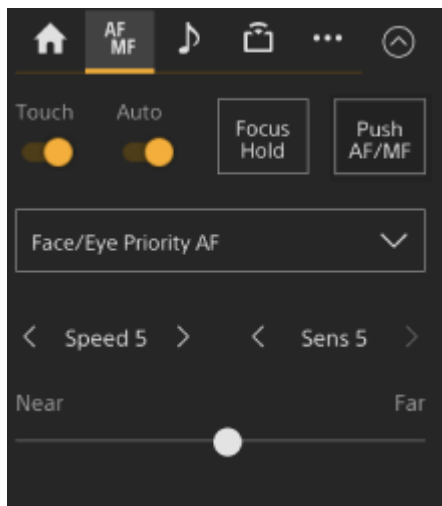 AF
MF
Touch Auto
Focus
Hold
Push
AF/MF
Face/Eye Priority AF
Speed 5
Sens 5
Near
Far